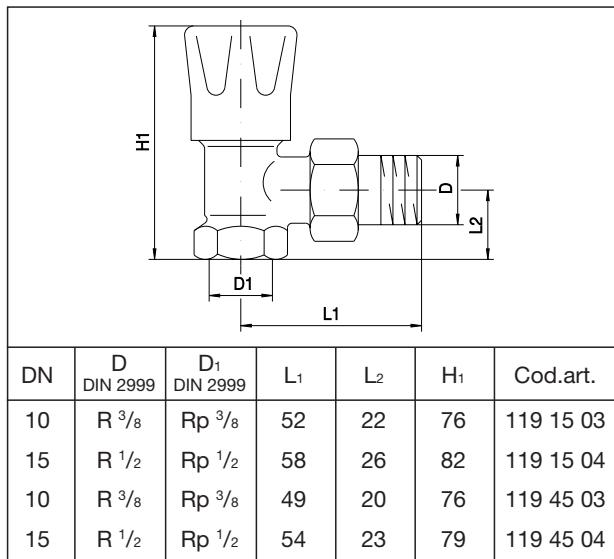 H1
D
L2
D1
L1
DN D DIN 2999 D1 DIN 2999 L1 L2 H1 Cod.art.
10 R 3/8 Rp 3/8 52 22 76 119 15 03
15 R 1/2 Rp 1/2 58 26 82 119 15 04
10 R 3/8 Rp 3/8 49 20 76 119 45 03
15 R 1/2 Rp 1/2 54 23 79 119 45 04